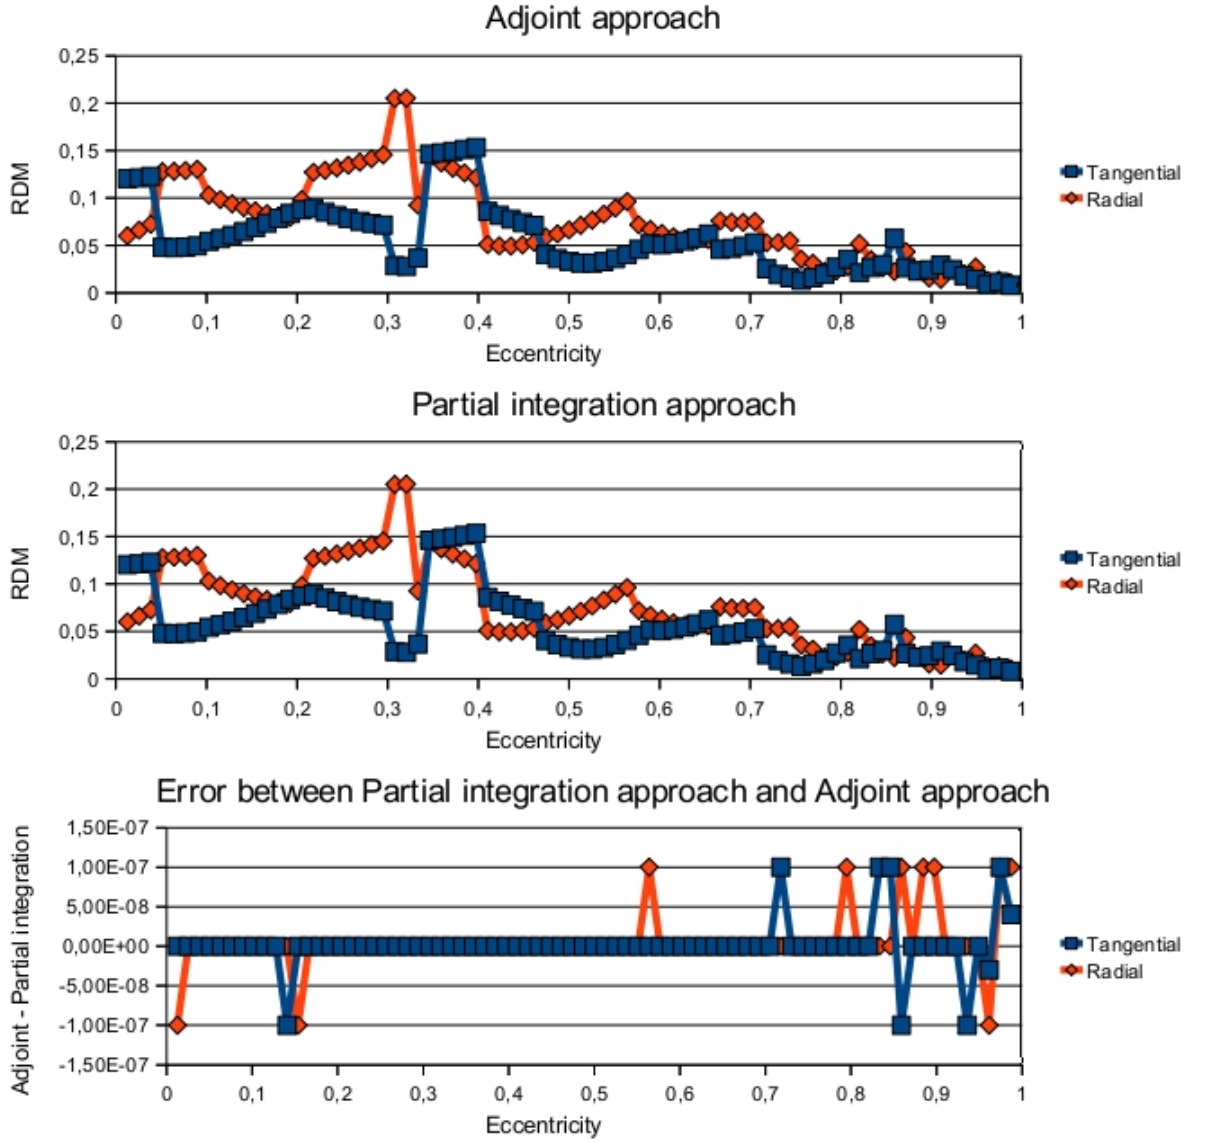 Adjoint approach
0,25
0,2
0,15
0,1
0,05
0
RDM
0 0,1 0,2 0,3 0,4 0,5 0,6 0,7 0,8 0,9 1
Eccentricity
Tangential
Radial
Partial integration approach
0,25
0,2
0,15
0,1
0,05
0
RDM
0 0,1 0,2 0,3 0,4 0,5 0,6 0,7 0,8 0,9 1
Eccentricity
Tangential
Radial
Error between Partial integration approach and Adjoint approach
1,50E-07
1,00E-07
5,00E-08
0,00E+00
-5,00E-08
-1,00E-07
-1,50E-07
Adjoint - Partial integration
0 0,1 0,2 0,3 0,4 0,5 0,6 0,7 0,8 0,9 1
Eccentricity
Tangential
Radial